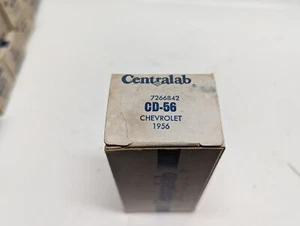 Centralab
7266842
CD-56
CHEVROLET
1956